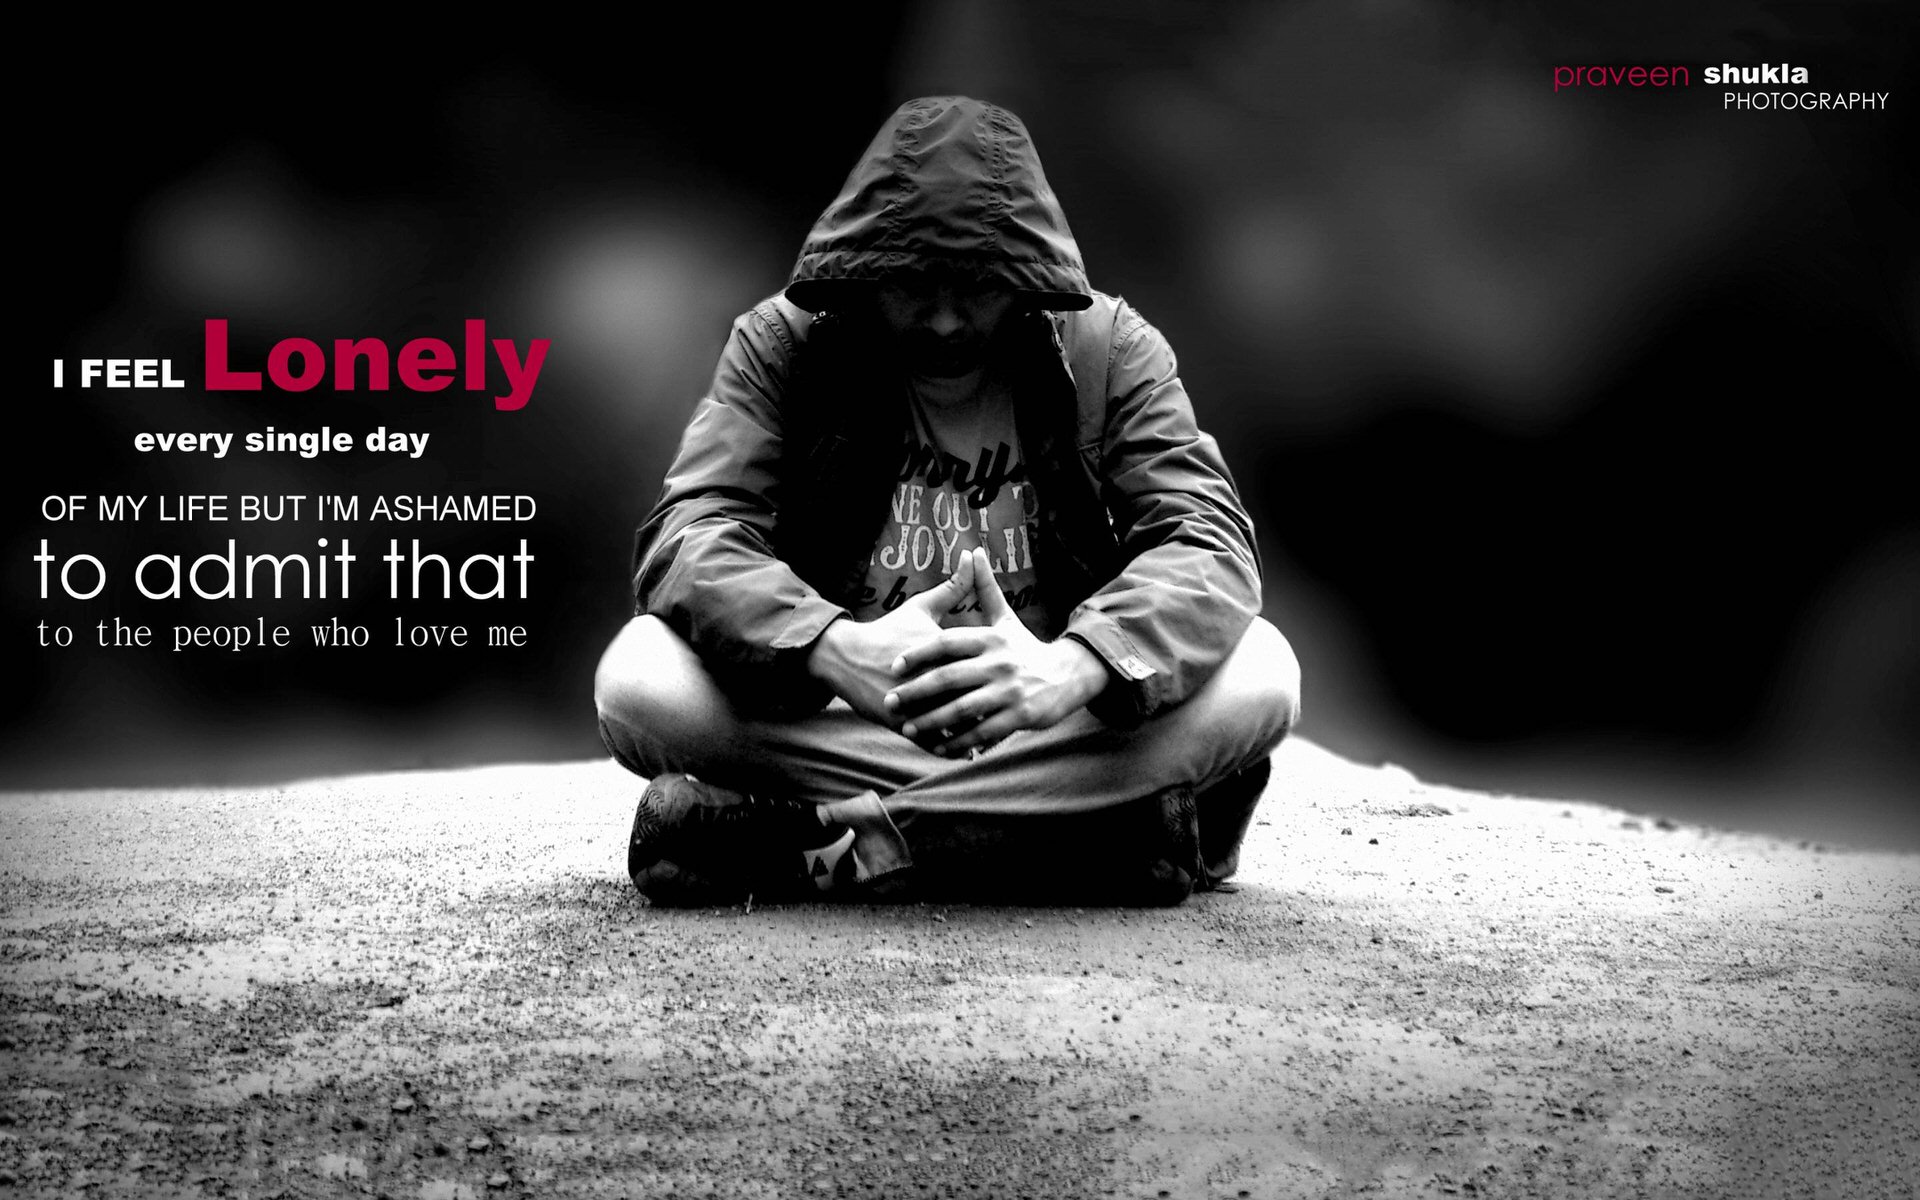 praveen shukla
PHOTOGRAPHY
I FEEL Lonely
every single day
OF MY LIFE BUT I'M ASHAMED
to admit that
to the people who love me
OUT